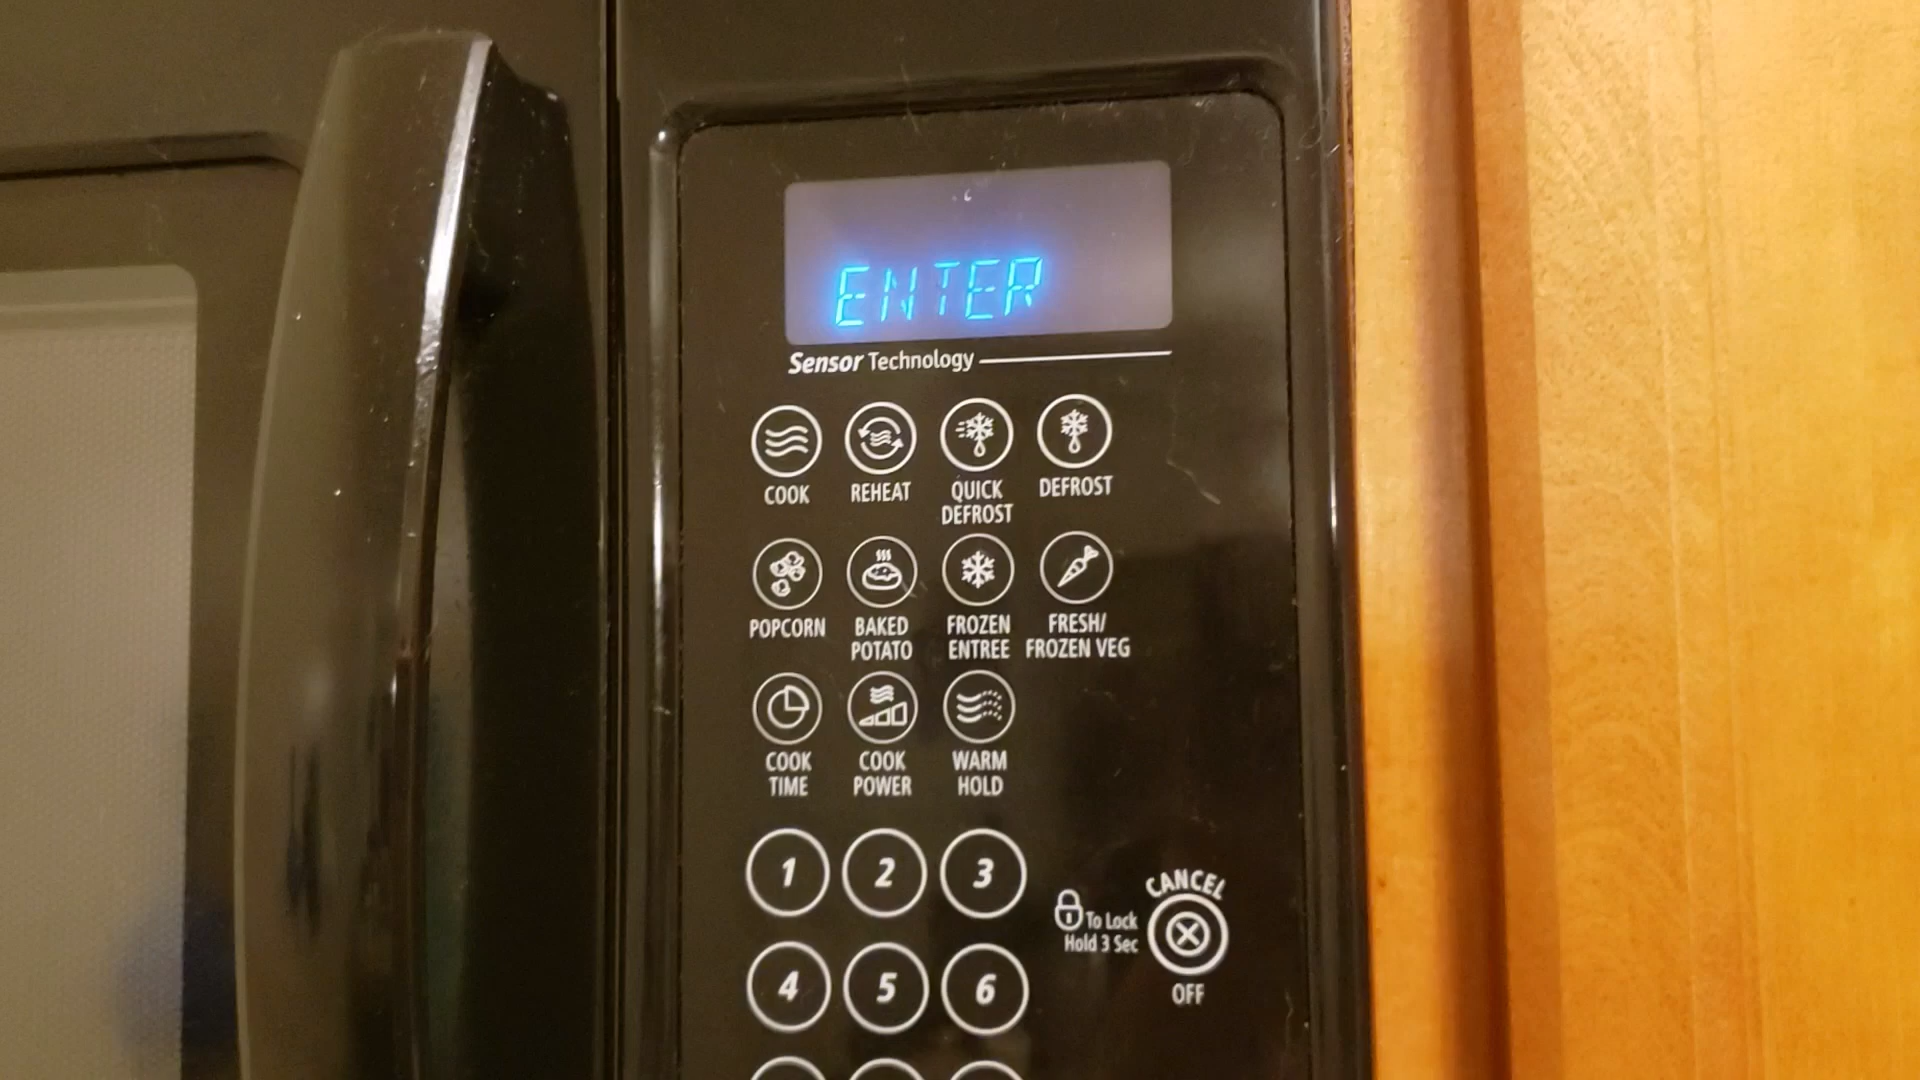 ENTER
Sensor Technology
COOK
REHEAT
QUICK
DEFROST
DEFROST
POPCORN
BAKED
POTATO
FROZEN
ENTREE
FRESH/
FROZEN VEG
COOK
TIME
COOK
POWER
WARM
HOLD
1 2 3
CANCEL
To Lock
Hold 3 Sec
4 5 6
OFF